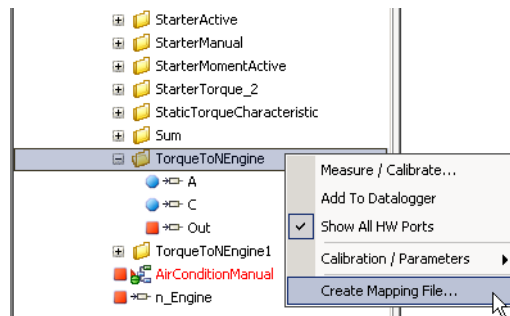 StarterActive
StarterManual
StarterMomentActive
StarterTorque_2
StaticTorqueCharacteristic
Sum
TorqueToNEngine
A
C
Out
TorqueToNEngine1
AirConditionManual
n_Engine
Measure / Calibrate...
Add To Datalogger
Show All HW Ports
Calibration / Parameters
Create Mapping File...